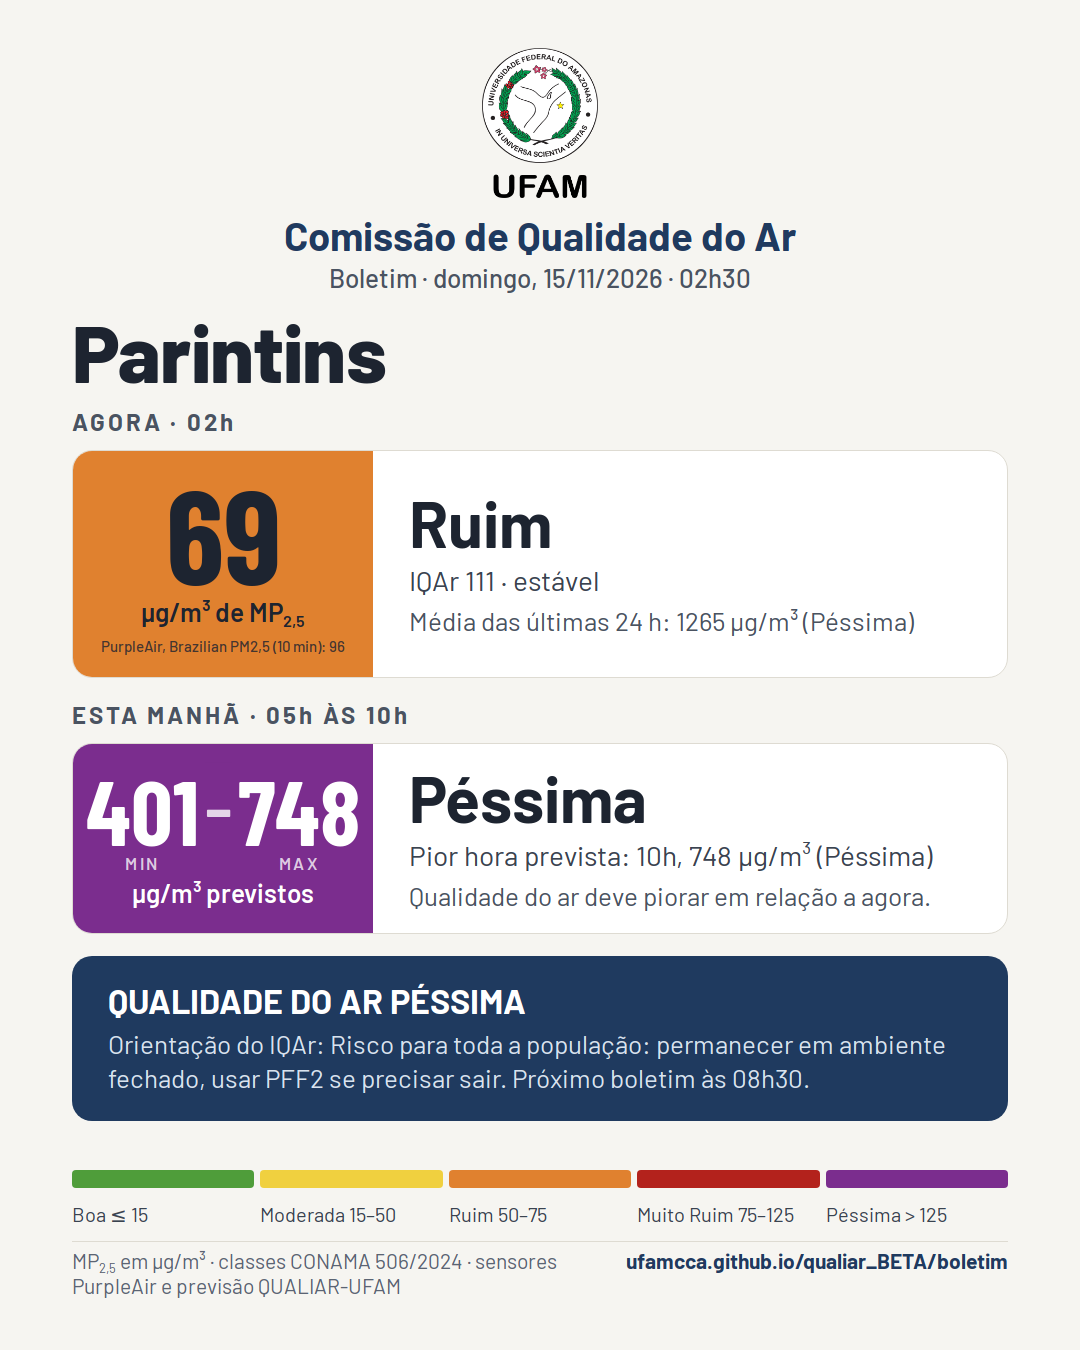 UNIVERSIDADE FEDERAL DO AMAZONAS
IN UNIVERSA SCIENTIA VERITAS
UFAM
Comissão de Qualidade do Ar
Boletim · domingo, 15/11/2026 · 02h30
Parintins
AGORA · 02h
69
µg/m³ de MP2,5
PurpleAir, Brazilian PM2,5 (10 min): 96
Ruim
IQAr 111 · estável
Média das últimas 24 h: 1265 µg/m³ (Péssima)
ESTA MANHÃ · 05h ÀS 10h
401-748
MIN MAX
µg/m³ previstos
Péssima
Pior hora prevista: 10h, 748 µg/m³ (Péssima)
Qualidade do ar deve piorar em relação a agora.
QUALIDADE DO AR PÉSSIMA
Orientação do IQAr: Risco para toda a população: permanecer em ambiente
fechado, usar PFF2 se precisar sair. Próximo boletim às 08h30.
Boa ≤ 15
Moderada 15–50
Ruim 50–75
Muito Ruim 75–125
Péssima > 125
MP2,5 em µg/m³ · classes CONAMA 506/2024 · sensores
PurpleAir e previsão QUALIAR-UFAM
ufamcca.github.io/qualiar_BETA/boletim